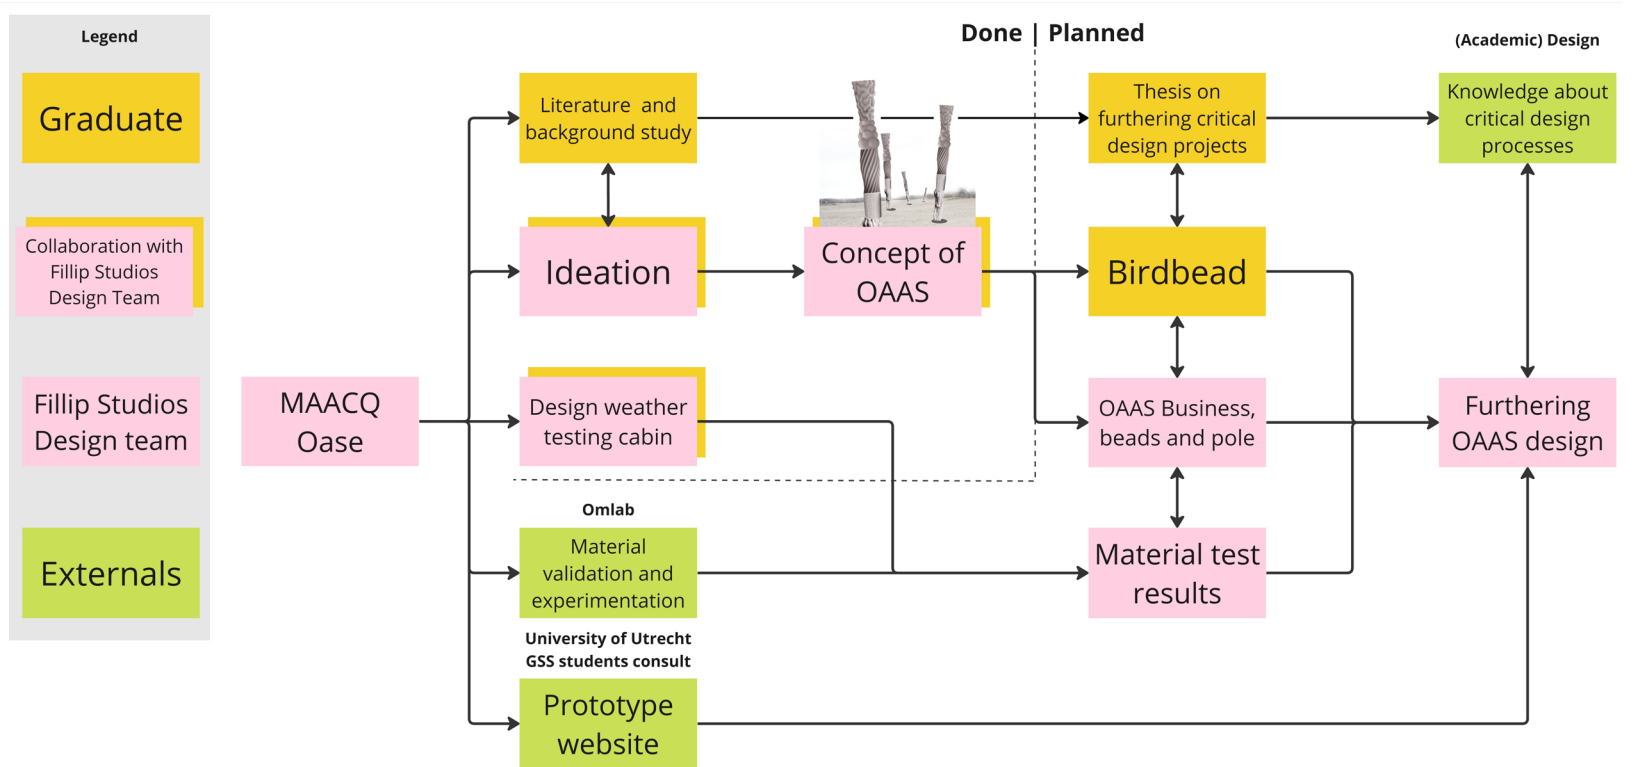 Legend
Graduate
Collaboration with
Fillip Studios
Design Team
Fillip Studios
Design team
Externals
MAACQ
Oase
Literature and
background study
Ideation
Design weather
testing cabin
Omlab
Material
validation and
experimentation
University of Utrecht
GSS students consult
Prototype
website
Concept of
OAAS
Done | Planned
Thesis on
furthering critical
design projects
Birdbead
OAAS Business,
beads and pole
Material test
results
(Academic) Design
Knowledge about
critical design
processes
Furthering
OAAS design